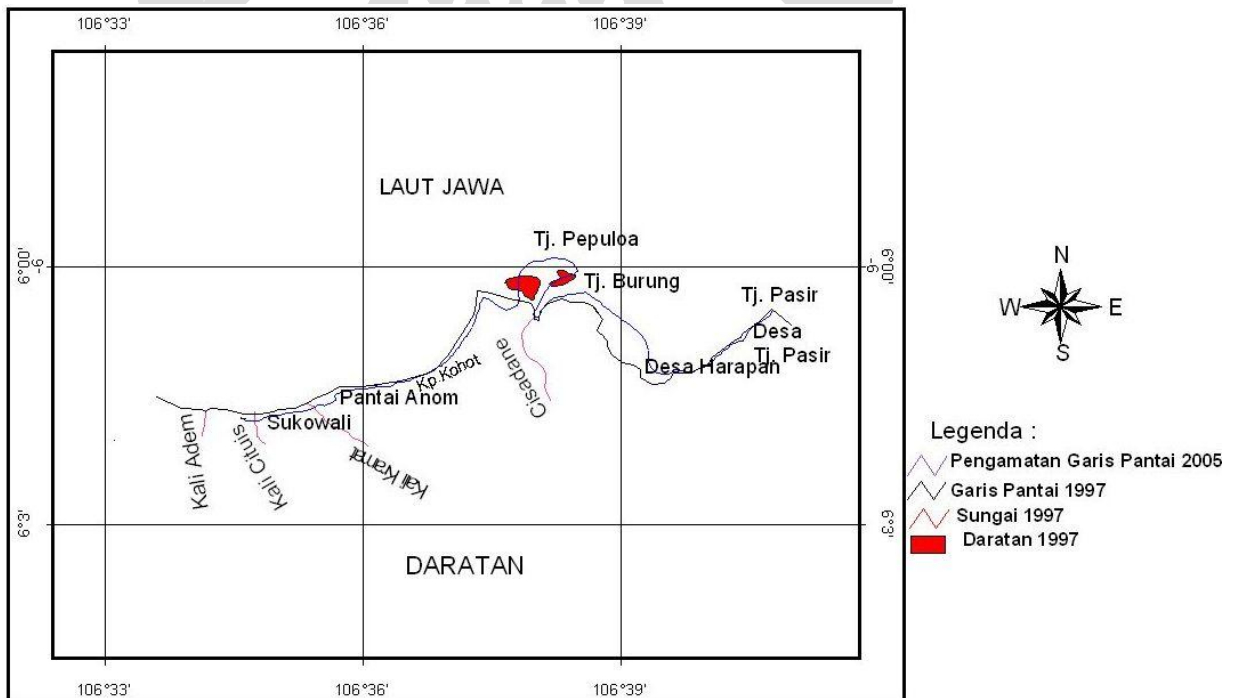 106°33'
106°36'
106°39'
LAUT JAWA
Tj. Pepuloa
6°00'
-6
-6
6°00'
Tj. Burung
Tj. Pasir
Desa
Tj. Pasir
Desa Harapan
Kp.Kohot
Pantai Anom
Cisadane
Sukowali
Kali Adem
Kali Cituis
Kali Kramat
6°3'
6°3'
DARATAN
106°33'
106°36'
106°39'
N
W
E
S
Legenda :
Pengamatan Garis Pantai 2005
Garis Pantai 1997
Sungai 1997
Daratan 1997